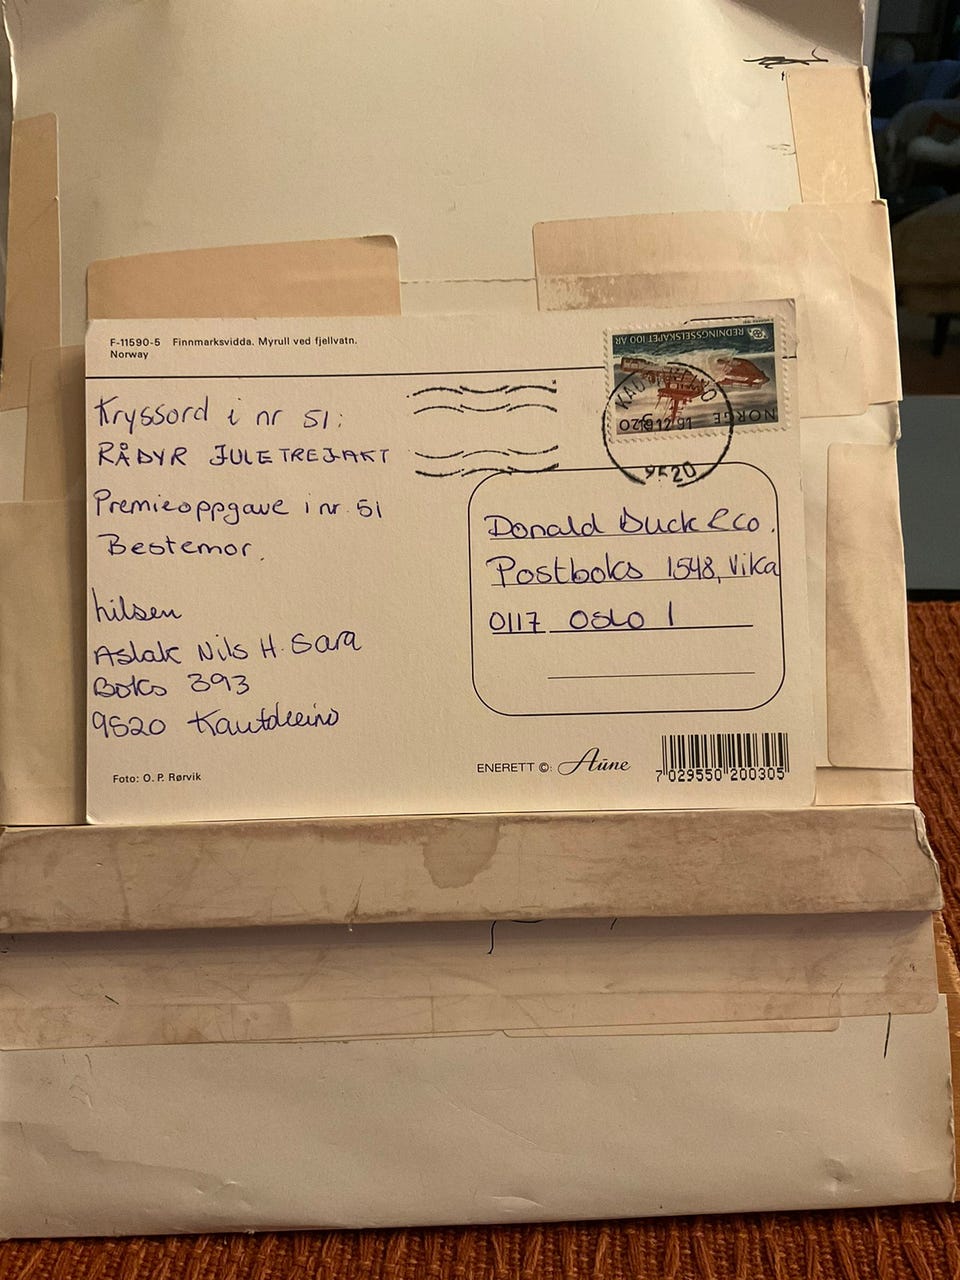 F-11590-5 Finnmarksvidda. Myrull ved fjellvatn.
Norway
REDNINGSSELSKAPET 100 ÅR
NORGE
9520
Kryssord i nr 51:
RÅDYR JULETREJAKT
Premieoppgave i nr. 51
Bestemor.
hilsen
Aslak Nils H. Sara
Boks 393
9520 Kautokeino
Donald Duck & co.
Postboks 1548, Vika
0117 OSLO 1
Foto: O. P. Rørvik
ENERETT ©: Aune
7 029550 200305